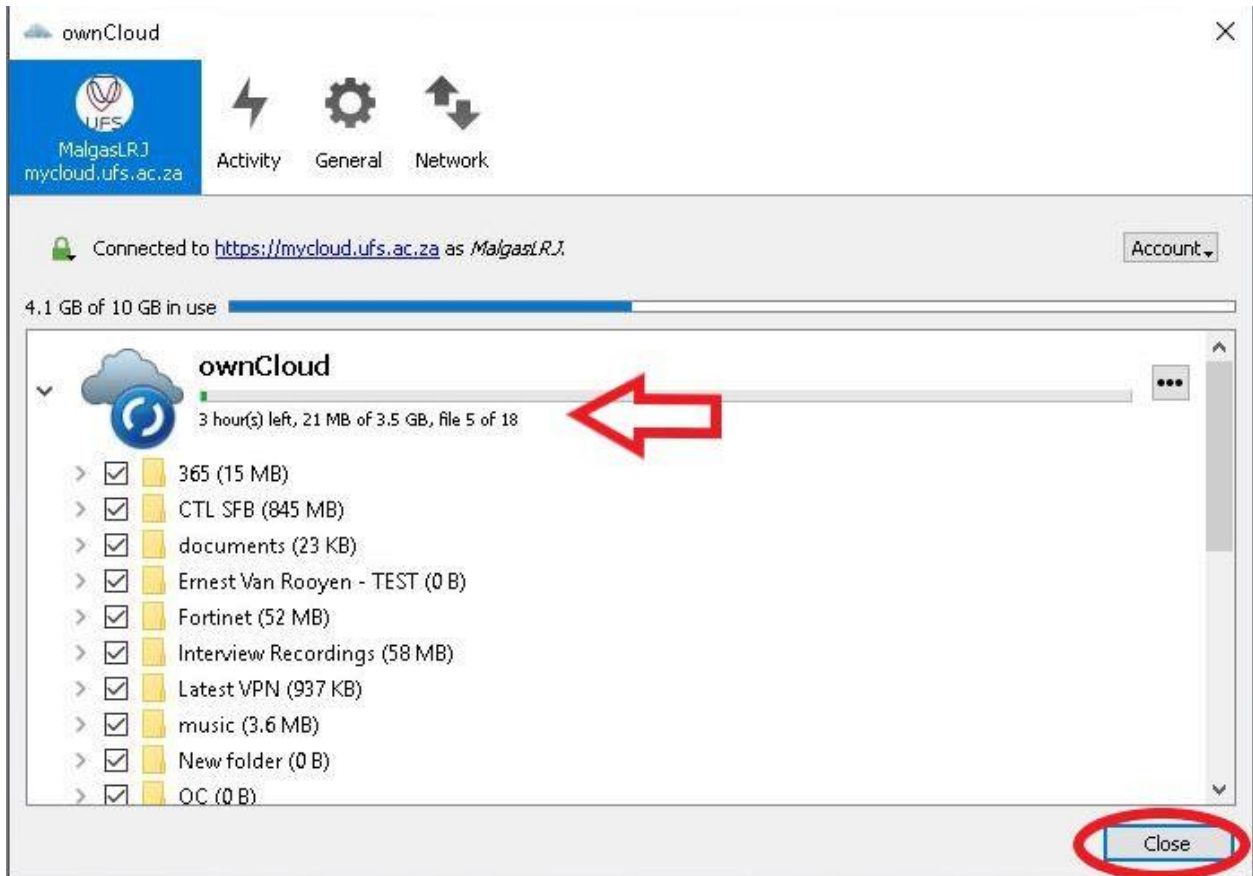 ownCloud
UFS
MalgasLRJ
mycloud.ufs.ac.za
Activity
General
Network
Connected to https://mycloud.ufs.ac.za as MalgasLRJ.
Account
4.1 GB of 10 GB in use
ownCloud
3 hour(s) left, 21 MB of 3.5 GB, file 5 of 18
365 (15 MB)
CTL SFB (845 MB)
documents (23 KB)
Ernest Van Rooyen - TEST (0 B)
Fortinet (52 MB)
Interview Recordings (58 MB)
Latest VPN (937 KB)
music (3.6 MB)
New folder (0 B)
OC (0 B)
Close